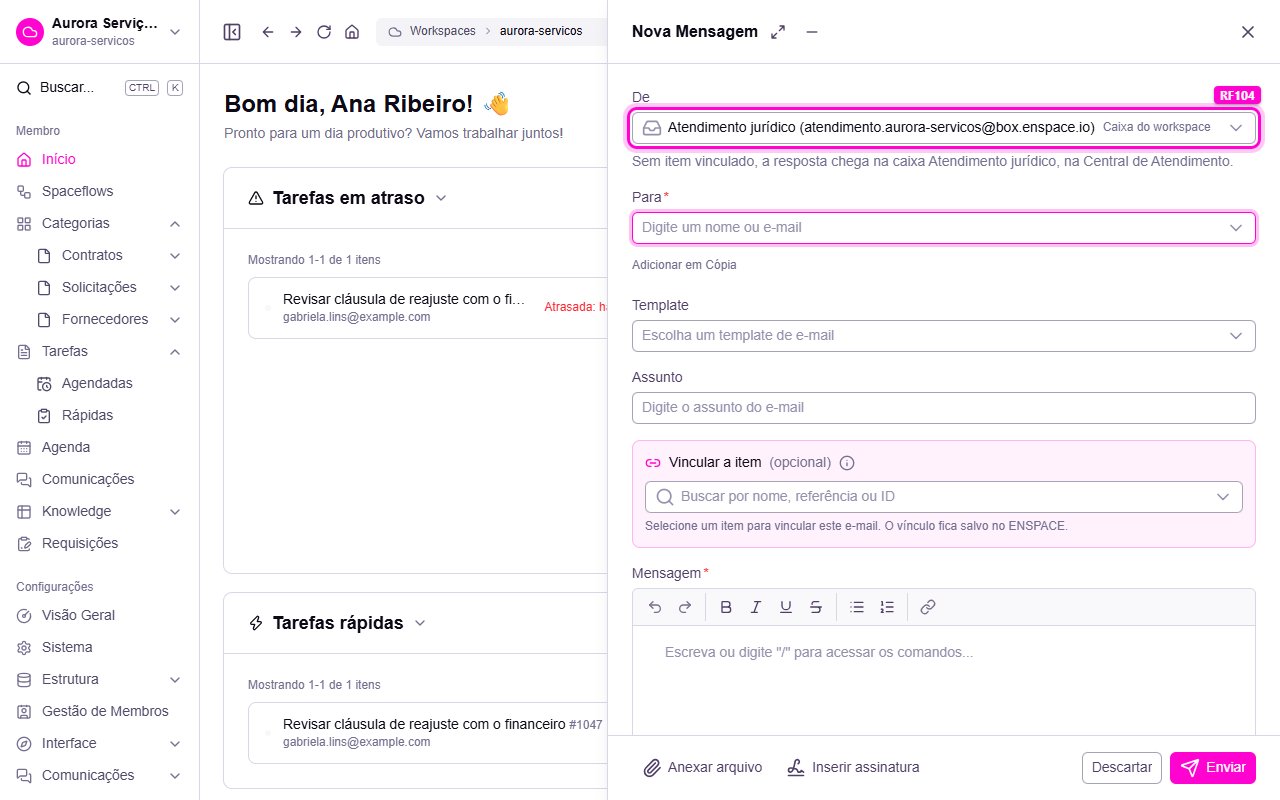 Aurora Serviç...
aurora-servicos
Buscar...
CTRL
K
Membro
Início
Spaceflows
Categorias
Contratos
Solicitações
Fornecedores
Tarefas
Agendadas
Rápidas
Agenda
Comunicações
Knowledge
Requisições
Configurações
Visão Geral
Sistema
Estrutura
Gestão de Membros
Interface
Comunicações
Workspaces
aurora-servicos
Bom dia, Ana Ribeiro! 👋
Pronto para um dia produtivo? Vamos trabalhar juntos!
Tarefas em atraso
Mostrando 1-1 de 1 itens
Revisar cláusula de reajuste com o fi...
gabriela.lins@example.com
Atrasada:
Tarefas rápidas
Mostrando 1-1 de 1 itens
Revisar cláusula de reajuste com o financeiro #1047
gabriela.lins@example.com
Nova Mensagem
De
RF104
Atendimento jurídico (atendimento.aurora-servicos@box.enspace.io) Caixa do workspace
Sem item vinculado, a resposta chega na caixa Atendimento jurídico, na Central de Atendimento.
Para*
Digite um nome ou e-mail
Adicionar em Cópia
Template
Escolha um template de e-mail
Assunto
Digite o assunto do e-mail
Vincular a item (opcional)
Buscar por nome, referência ou ID
Selecione um item para vincular este e-mail. O vínculo fica salvo no ENSPACE.
Mensagem*
B I U S
Escreva ou digite "/" para acessar os comandos...
Anexar arquivo
Inserir assinatura
Descartar
Enviar